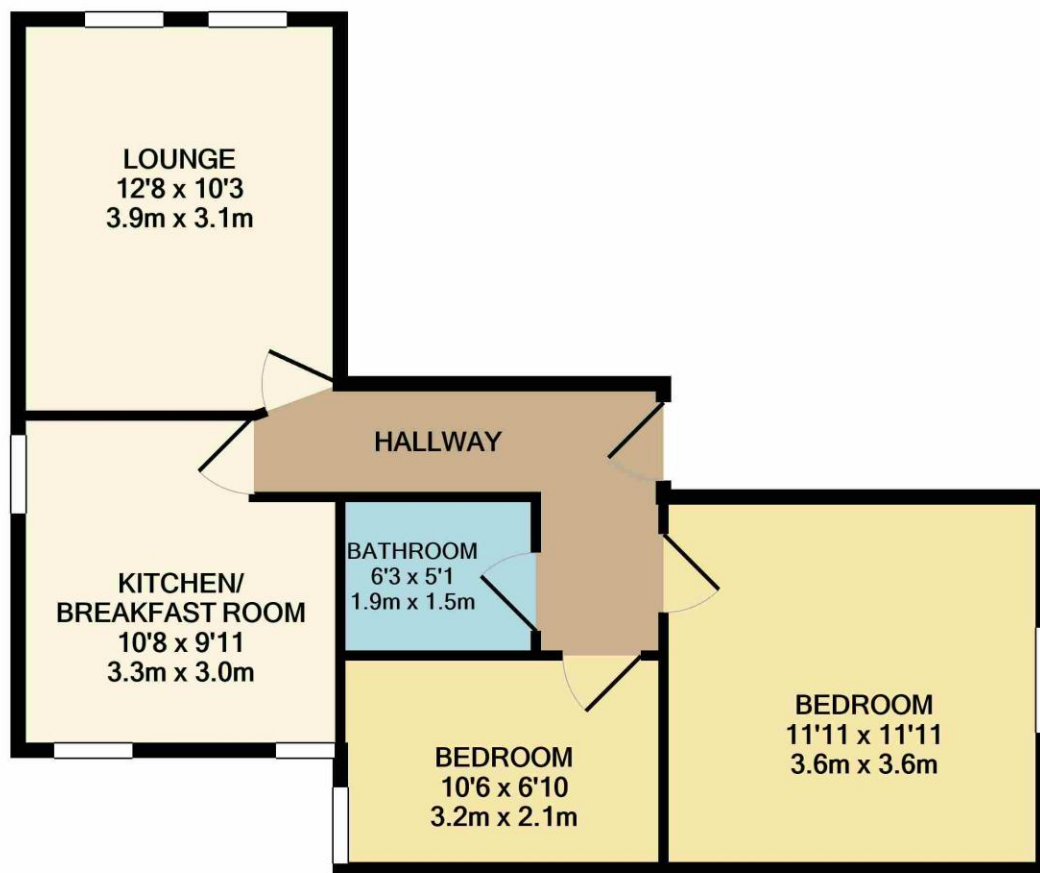 LOUNGE
12'8 x 10'3
3.9m x 3.1m
HALLWAY
BATHROOM
6'3 x 5'1
1.9m x 1.5m
KITCHEN/
BREAKFAST ROOM
10'8 x 9'11
3.3m x 3.0m
BEDROOM
10'6 x 6'10
3.2m x 2.1m
BEDROOM
11'11 x 11'11
3.6m x 3.6m